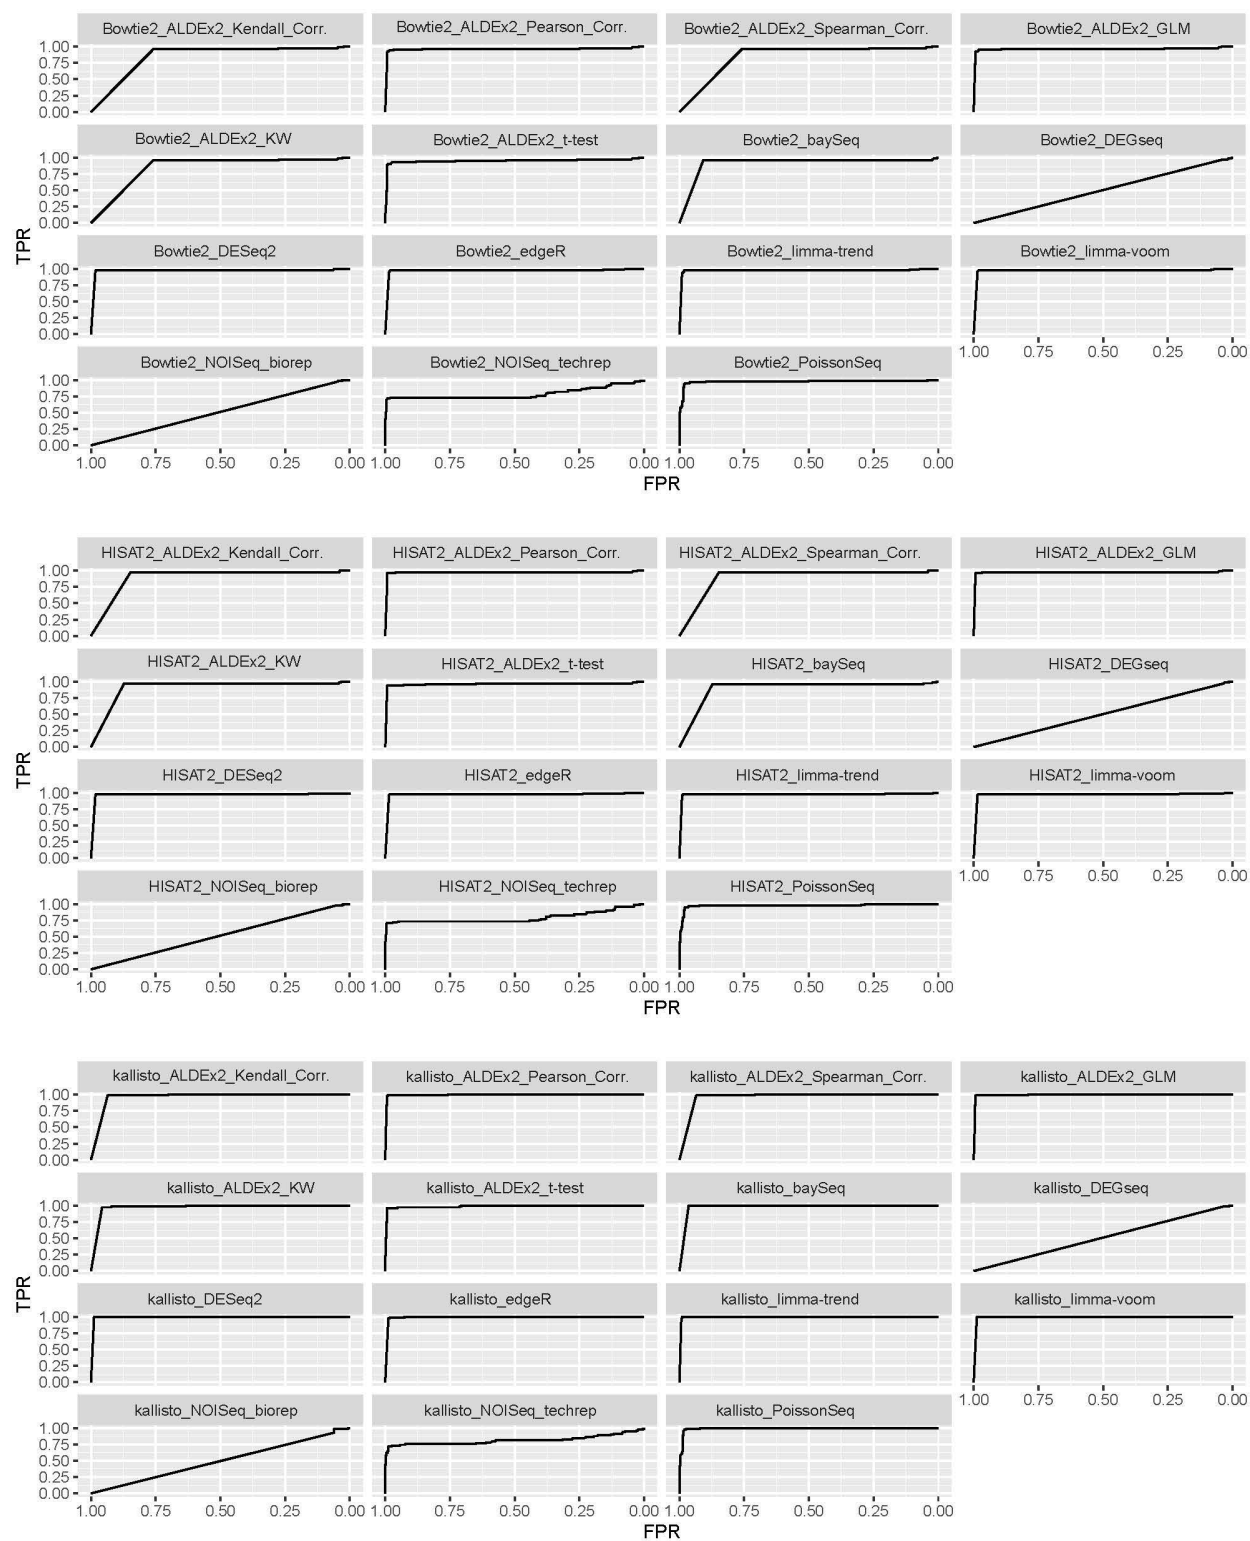 Bowtie2_ALDEx2_Kendall_Corr. Bowtie2_ALDEx2_Pearson_Corr. Bowtie2_ALDEx2_Spearman_Corr. Bowtie2_ALDEx2_GLM
1.00
0.75
0.50
0.25
0.00
Bowtie2_ALDEx2_KW Bowtie2_ALDEx2_t-test Bowtie2_baySeq Bowtie2_DEGseq
1.00
0.75
0.50
0.25
0.00
TPR
Bowtie2_DESeq2 Bowtie2_edgeR Bowtie2_limma-trend Bowtie2_limma-voom
1.00
0.75
0.50
0.25
0.00
1.00 0.75 0.50 0.25 0.00
Bowtie2_NOISeq_biorep Bowtie2_NOISeq_techrep Bowtie2_PoissonSeq
1.00
0.75
0.50
0.25
0.00
1.00 0.75 0.50 0.25 0.00 1.00 0.75 0.50 0.25 0.00 1.00 0.75 0.50 0.25 0.00
FPR
HISAT2_ALDEx2_Kendall_Corr. HISAT2_ALDEx2_Pearson_Corr. HISAT2_ALDEx2_Spearman_Corr. HISAT2_ALDEx2_GLM
1.00
0.75
0.50
0.25
0.00
HISAT2_ALDEx2_KW HISAT2_ALDEx2_t-test HISAT2_baySeq HISAT2_DEGseq
1.00
0.75
0.50
0.25
0.00
TPR
HISAT2_DESeq2 HISAT2_edgeR HISAT2_limma-trend HISAT2_limma-voom
1.00
0.75
0.50
0.25
0.00
1.00 0.75 0.50 0.25 0.00
HISAT2_NOISeq_biorep HISAT2_NOISeq_techrep HISAT2_PoissonSeq
1.00
0.75
0.50
0.25
0.00
1.00 0.75 0.50 0.25 0.00 1.00 0.75 0.50 0.25 0.00 1.00 0.75 0.50 0.25 0.00
FPR
kallisto_ALDEx2_Kendall_Corr. kallisto_ALDEx2_Pearson_Corr. kallisto_ALDEx2_Spearman_Corr. kallisto_ALDEx2_GLM
1.00
0.75
0.50
0.25
0.00
kallisto_ALDEx2_KW kallisto_ALDEx2_t-test kallisto_baySeq kallisto_DEGseq
1.00
0.75
0.50
0.25
0.00
TPR
kallisto_DESeq2 kallisto_edgeR kallisto_limma-trend kallisto_limma-voom
1.00
0.75
0.50
0.25
0.00
1.00 0.75 0.50 0.25 0.00
kallisto_NOISeq_biorep kallisto_NOISeq_techrep kallisto_PoissonSeq
1.00
0.75
0.50
0.25
0.00
1.00 0.75 0.50 0.25 0.00 1.00 0.75 0.50 0.25 0.00 1.00 0.75 0.50 0.25 0.00
FPR